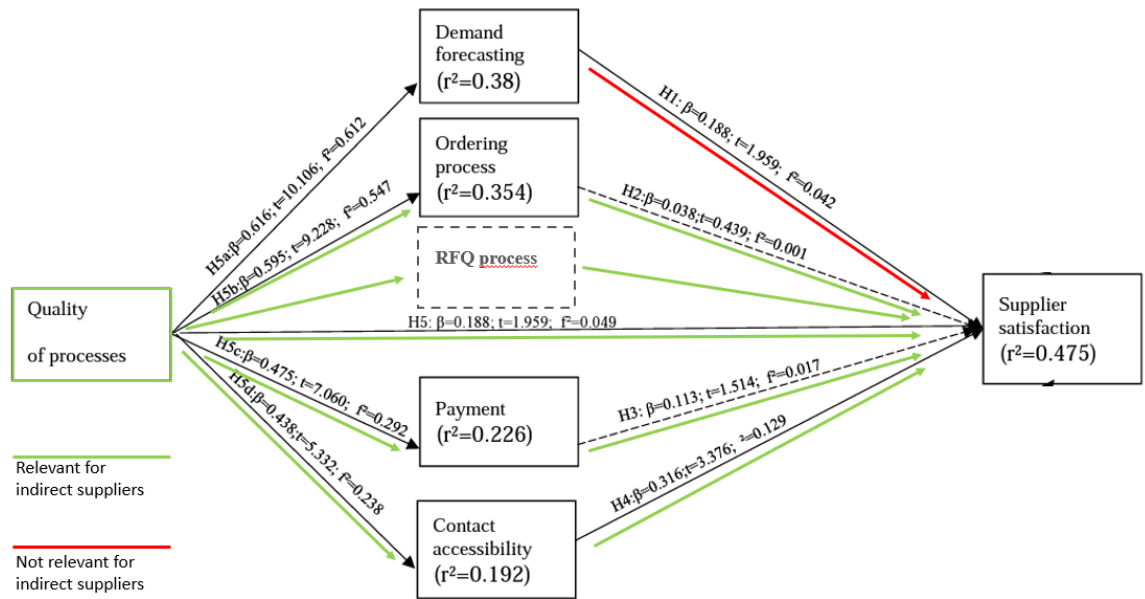 Demand
forecasting
(r²=0.38)
H1: β=0.188; t=1.959; f²=0.042
H5a:β=0.616; t=10.106; f²=0.612
Ordering
process
(r²=0.354)
H5b:β=0.595; t=9.228; f²=0.547
H2:β=0.038;t=0.439; f²=0.001
RFQ process
Quality
of processes
H5: β=0.188; t=1.959; f²=0.049
Supplier
satisfaction
(r²=0.475)
H5c:β=0.475; t=7.060; f²=0.292
H5d:β=0.438;t=5.332; f²=0.238
Payment
(r²=0.226)
H3: β=0.113; t=1.514; f²=0.017
H4:β=0.316;t=3.376; ²=0.129
Relevant for
indirect suppliers
Contact
accessibility
(r²=0.192)
Not relevant for
indirect suppliers